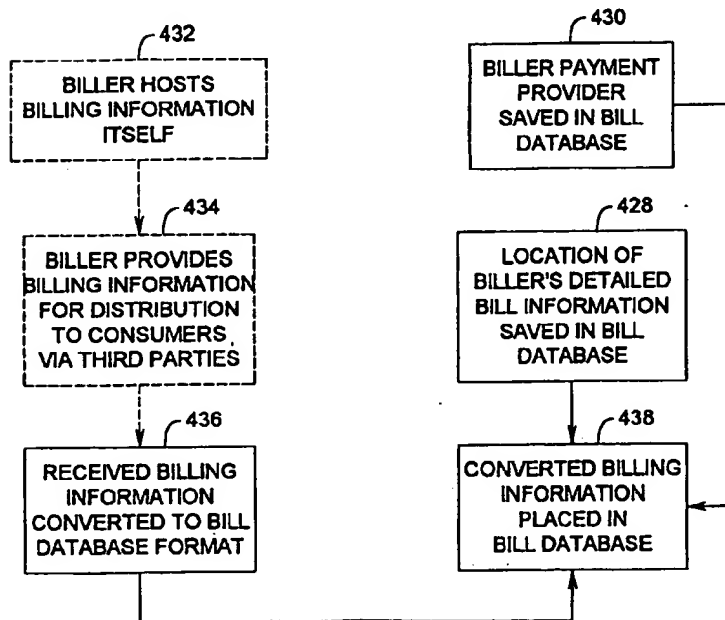 432
BILLER HOSTS
BILLING INFORMATION
ITSELF
434
BILLER PROVIDES
BILLING INFORMATION
FOR DISTRIBUTION
TO CONSUMERS
VIA THIRD PARTIES
436
RECEIVED BILLING
INFORMATION
CONVERTED TO BILL
DATABASE FORMAT
430
BILLER PAYMENT
PROVIDER
SAVED IN BILL
DATABASE
428
LOCATION OF
BILLER'S DETAILED
BILL INFORMATION
SAVED IN BILL
DATABASE
438
CONVERTED BILLING
INFORMATION
PLACED IN
BILL DATABASE